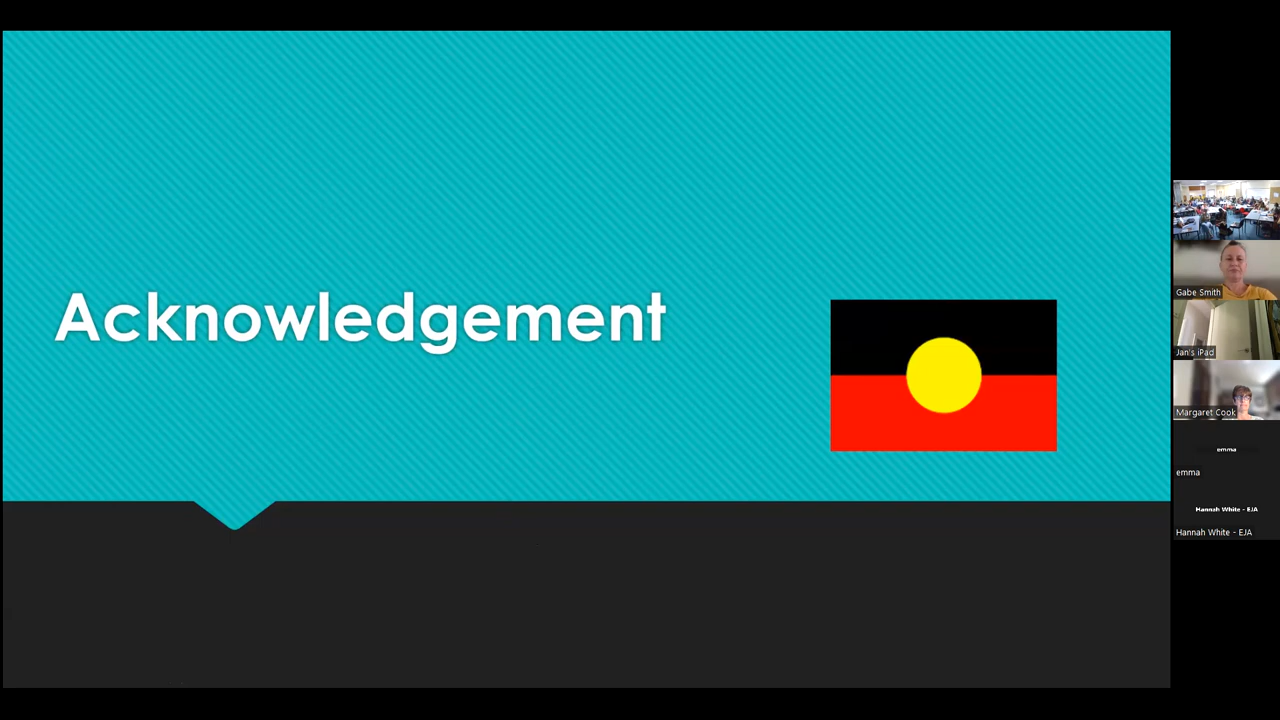 Acknowledgement
Gabe Smith
Jan's iPad
Margaret Cook
emma
emma
Hannah White - EJA
Hannah White - EJA